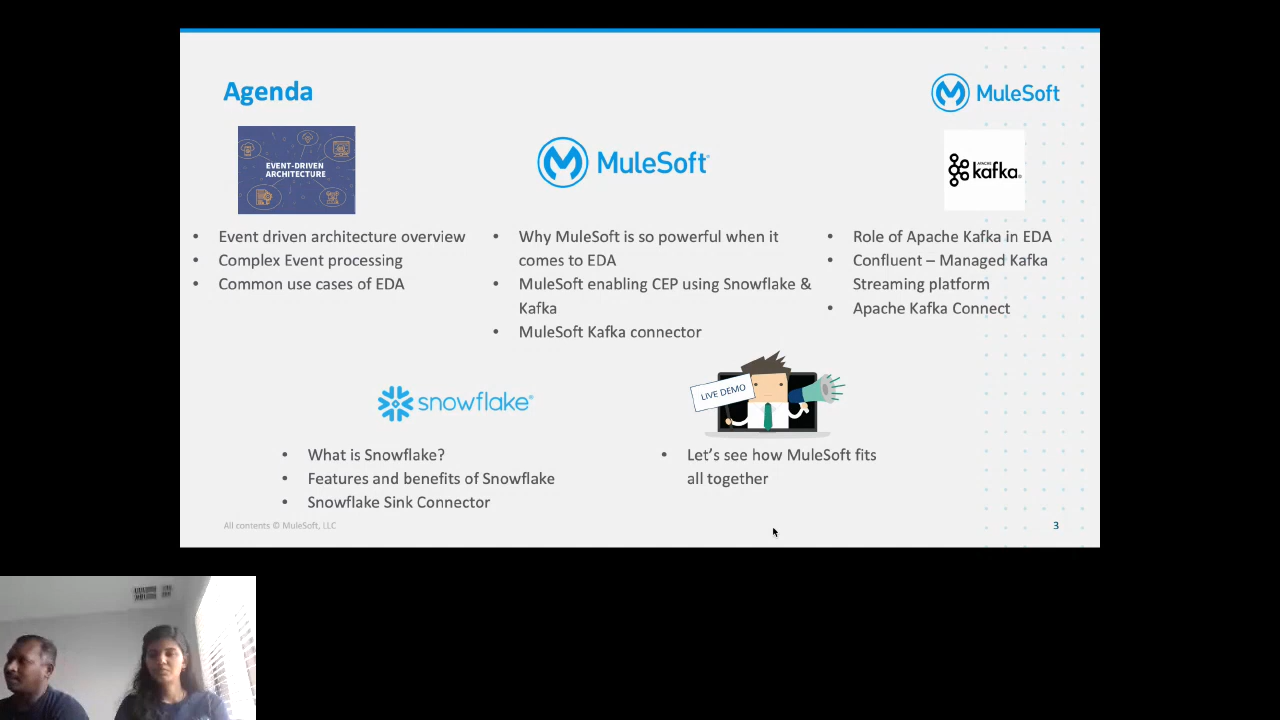 Agenda
MuleSoft
EVENT-DRIVEN
ARCHITECTURE
MuleSoft
APACHE
kafka
• Event driven architecture overview
• Complex Event processing
• Common use cases of EDA
• Why MuleSoft is so powerful when it
comes to EDA
• MuleSoft enabling CEP using Snowflake &
Kafka
• MuleSoft Kafka connector
• Role of Apache Kafka in EDA
• Confluent – Managed Kafka
Streaming platform
• Apache Kafka Connect
snowflake®
LIVE DEMO
• What is Snowflake?
• Features and benefits of Snowflake
• Snowflake Sink Connector
• Let’s see how MuleSoft fits
all together
All contents © MuleSoft, LLC
3